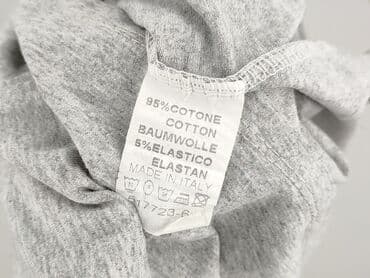 95%COTONE
COTTON
BAUMWOLLE
5%ELASTICO
ELASTAN
MADE IN ITALY